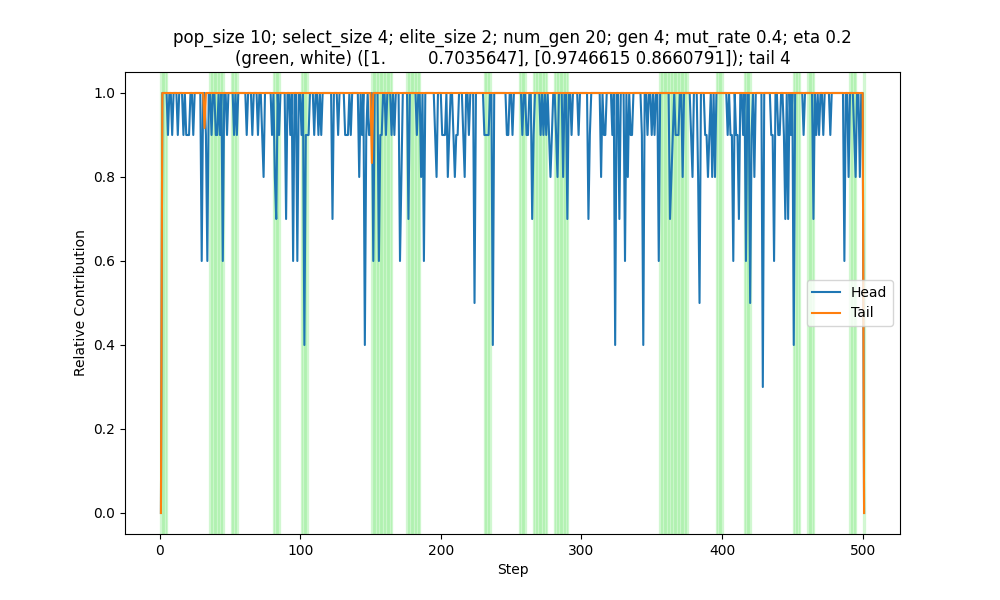 pop_size 10; select_size 4; elite_size 2; num_gen 20; gen 4; mut_rate 0.4; eta 0.2
(green, white) ([1.         0.7035647], [0.9746615 0.8660791]); tail 4
1.0
0.8
0.6
0.4
0.2
0.0
Relative Contribution
Head
Tail
0
100
200
300
400
500
Step